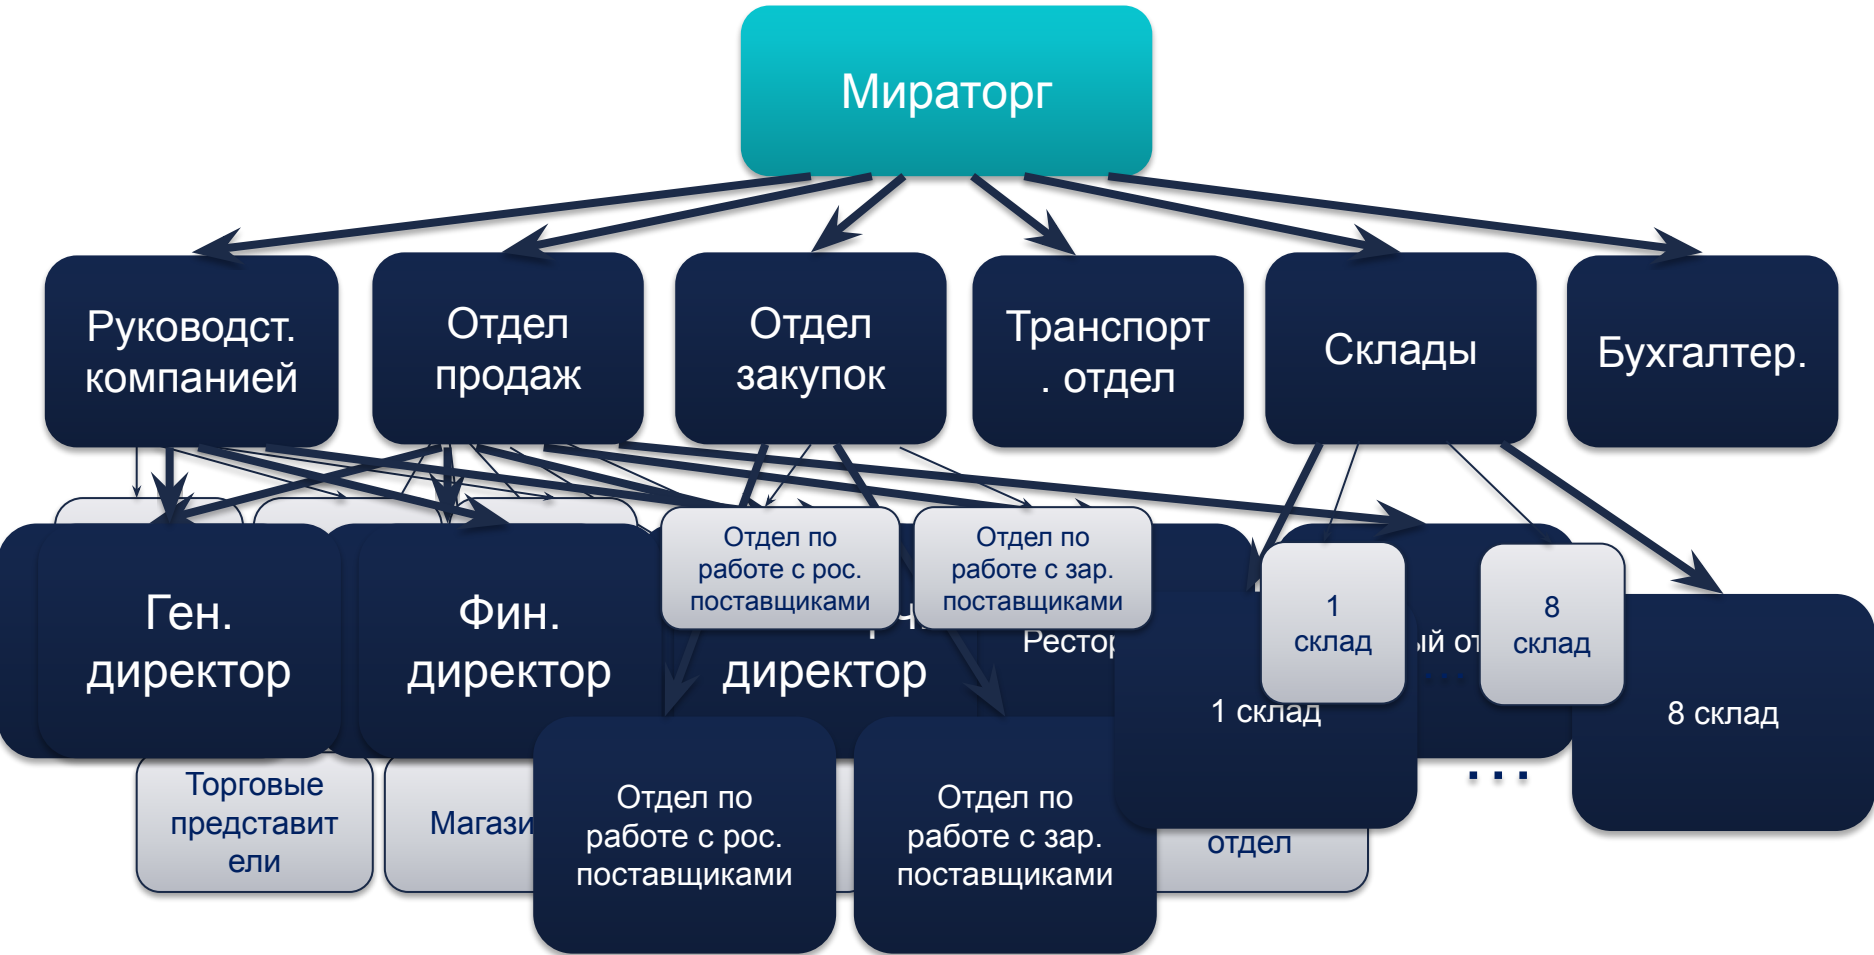 Мираторг
Руководст.
компанией
Отдел
продаж
Отдел
закупок
Транспорт
. отдел
Склады
Бухгалтер.
Ген.
директор
Фин.
директор
директор
Отдел по
работе с рос.
поставщиками
Отдел по
работе с зар.
поставщиками
1
склад
8
склад
...
1 склад
8 склад
...
Торговые
представит
ели
Отдел по
работе с рос.
поставщиками
Отдел по
работе с зар.
поставщиками
отдел